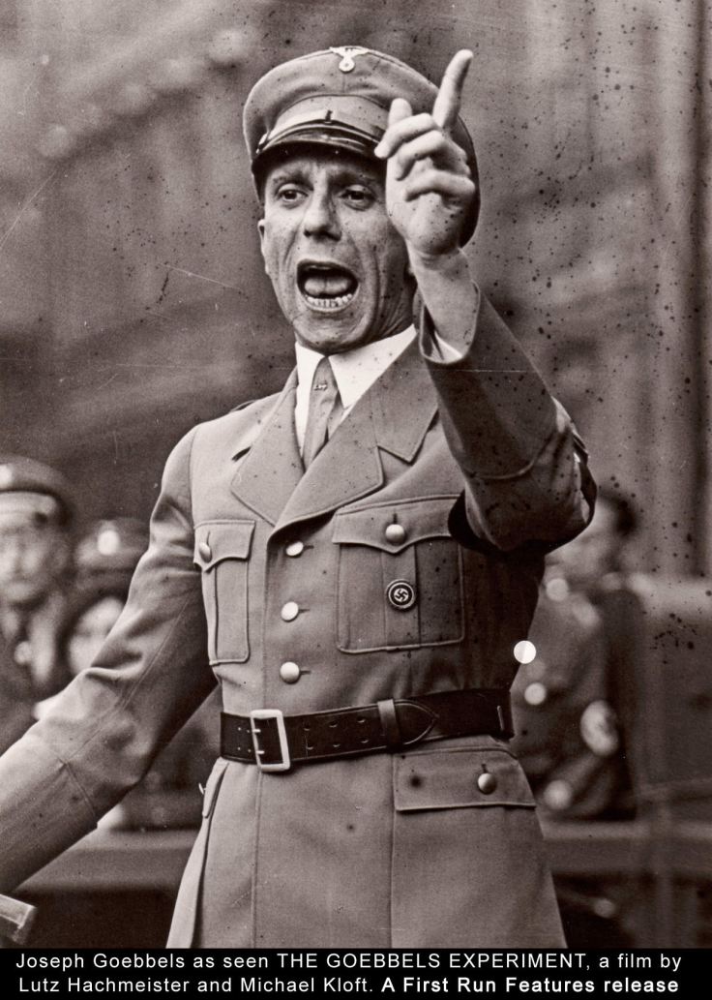 Joseph Goebbels as seen THE GOEBBELS EXPERIMENT, a film by
Lutz Hachmeister and Michael Kloft. A First Run Features release